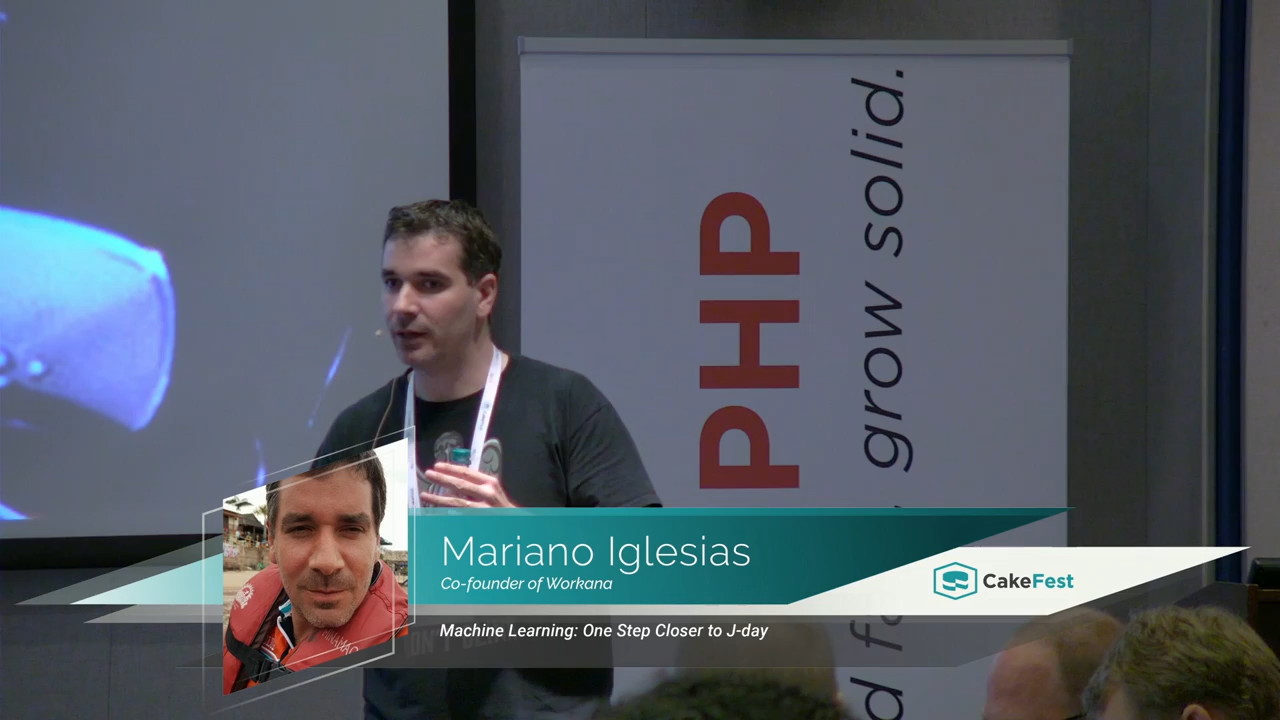 PHP
grow solid.
Mariano Iglesias
Co-founder of Workana
CakeFest
Machine Learning: One Step Closer to J-day